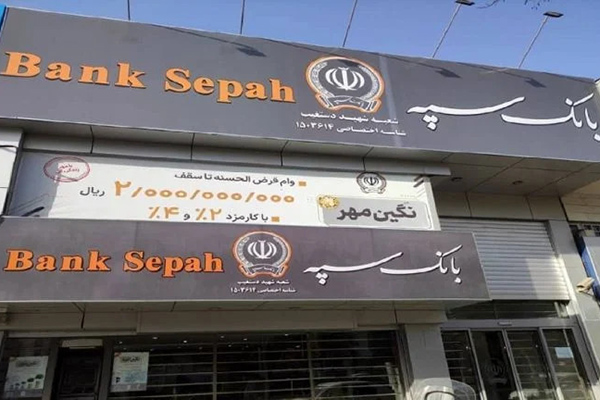 Bank Sepah
بانک سپه
شعبه شهید دستغیب
شناسه اختصاصی ۱۵۰۳۶۱۴
وام قرض الحسنه تا سقف
۲/۰۰۰/۰۰۰/۰۰۰ ریال
با کارمزد ۲٪ و ۴٪
نگین مهر
Bank Sepah
بانک سپه
شعبه شهید دستغیب
شناسه اختصاصی ۱۵۰۳۶۱۴